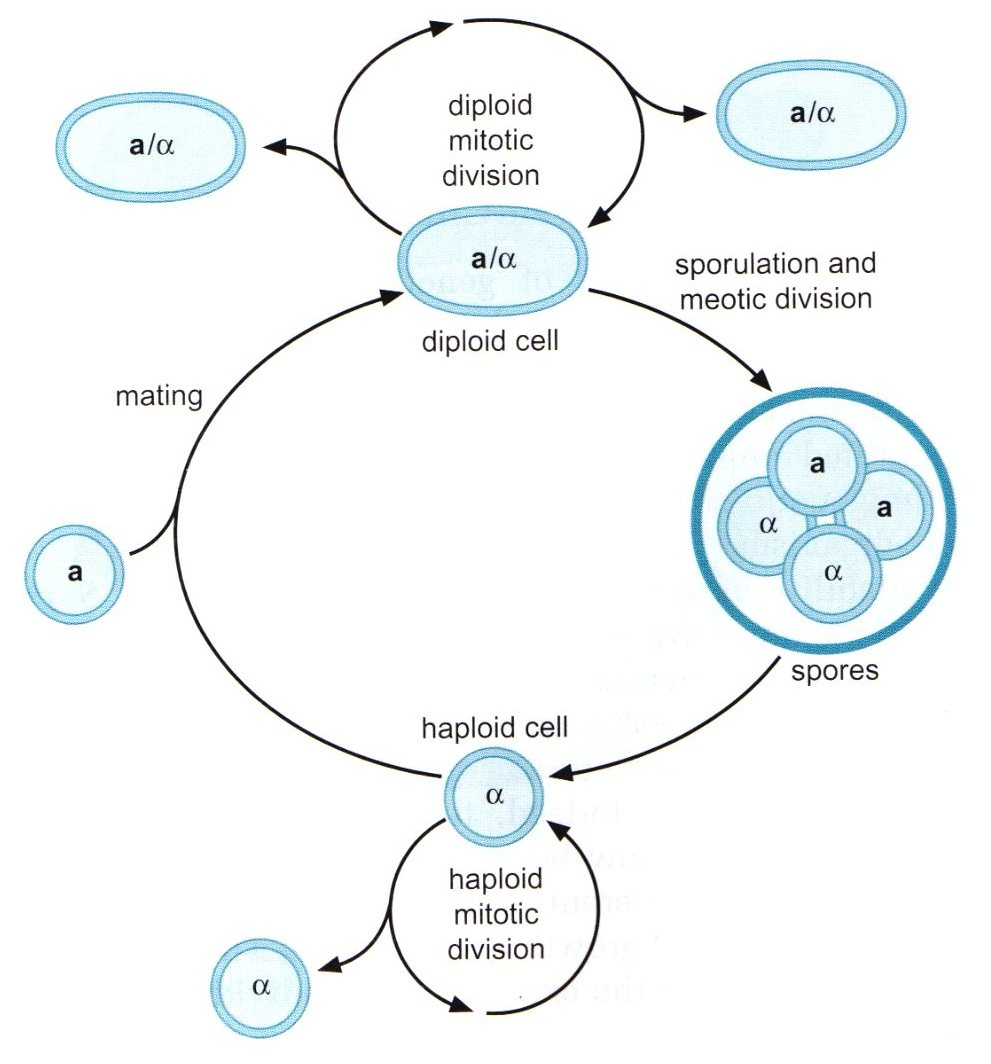 a/α
a/α
diploid
mitotic
division
a/α
diploid cell
sporulation and
meotic division
mating
a
a
α
a
α
spores
haploid cell
α
haploid
mitotic
division
α